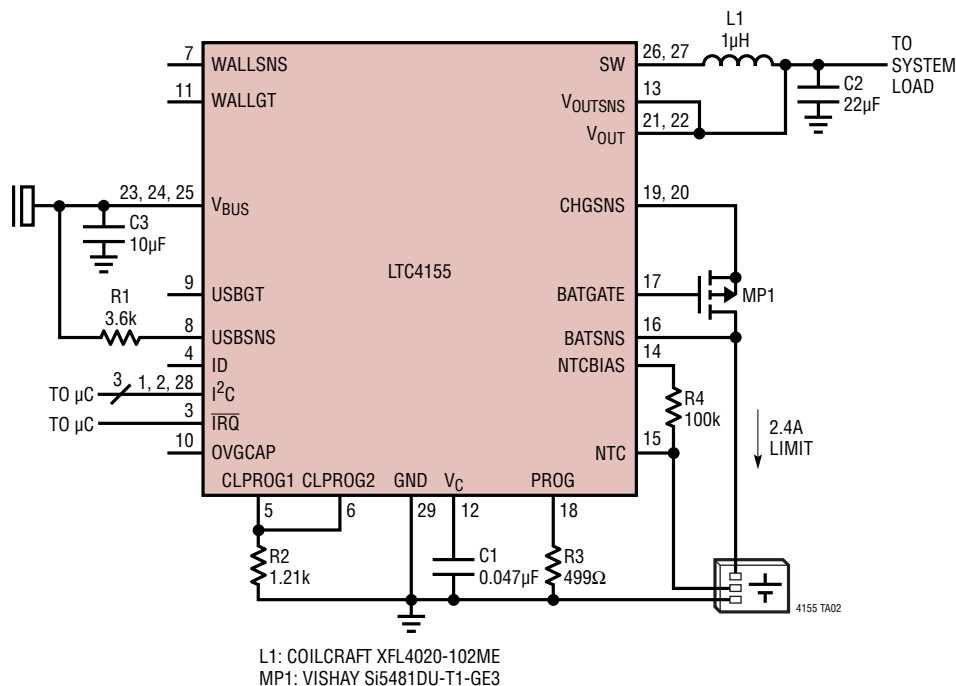 L1
1µH
TO
SYSTEM
LOAD
7
WALLSNS
SW
26, 27
11
WALLGT
VOUTSNS
13
C2
22µF
VOUT
21, 22
23, 24, 25
VBUS
CHGSNS
19, 20
C3
10µF
LTC4155
9
USBGT
BATGATE
17
MP1
R1
3.6k
8
USBSNS
BATSNS
16
4
ID
NTCBIAS
14
TO µC
3
1, 2, 28
I2C
R4
100k
TO µC
3
IRQ
2.4A
LIMIT
10
OVGCAP
NTC
15
CLPROG1
CLPROG2
GND
VC
PROG
5
6
29
12
18
R2
1.21k
C1
0.047µF
R3
499Ω
4155 TA02
L1: COILCRAFT XFL4020-102ME
MP1: VISHAY Si5481DU-T1-GE3